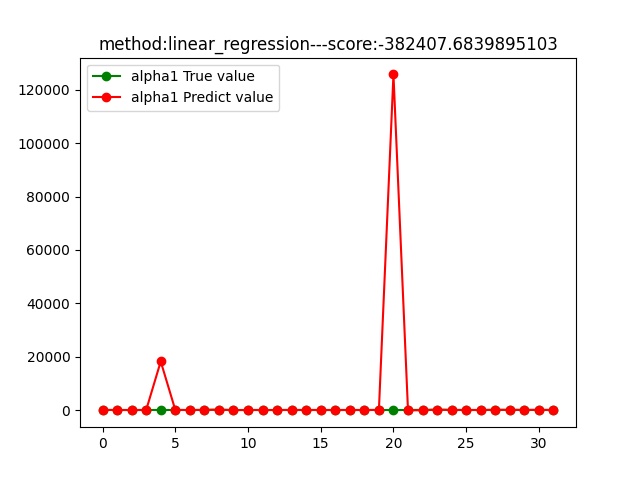 method:linear_regression---score:-382407.6839895103
alpha1 True value
alpha1 Predict value
120000
100000
80000
60000
40000
20000
0
0 5 10 15 20 25 30